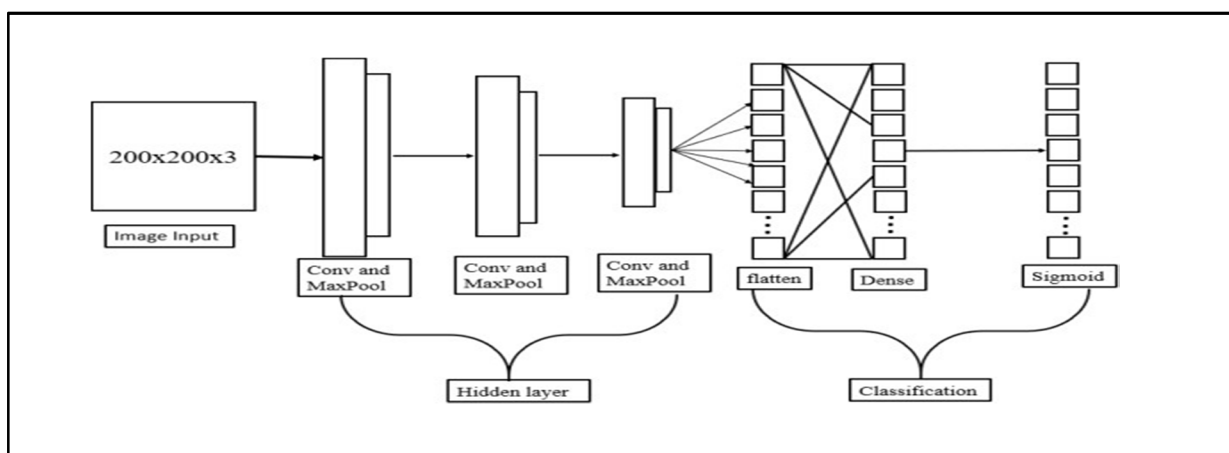 200x200x3
Image Input
Conv and
MaxPool
Conv and
MaxPool
Conv and
MaxPool
flatten
Dense
Sigmoid
Hidden layer
Classification